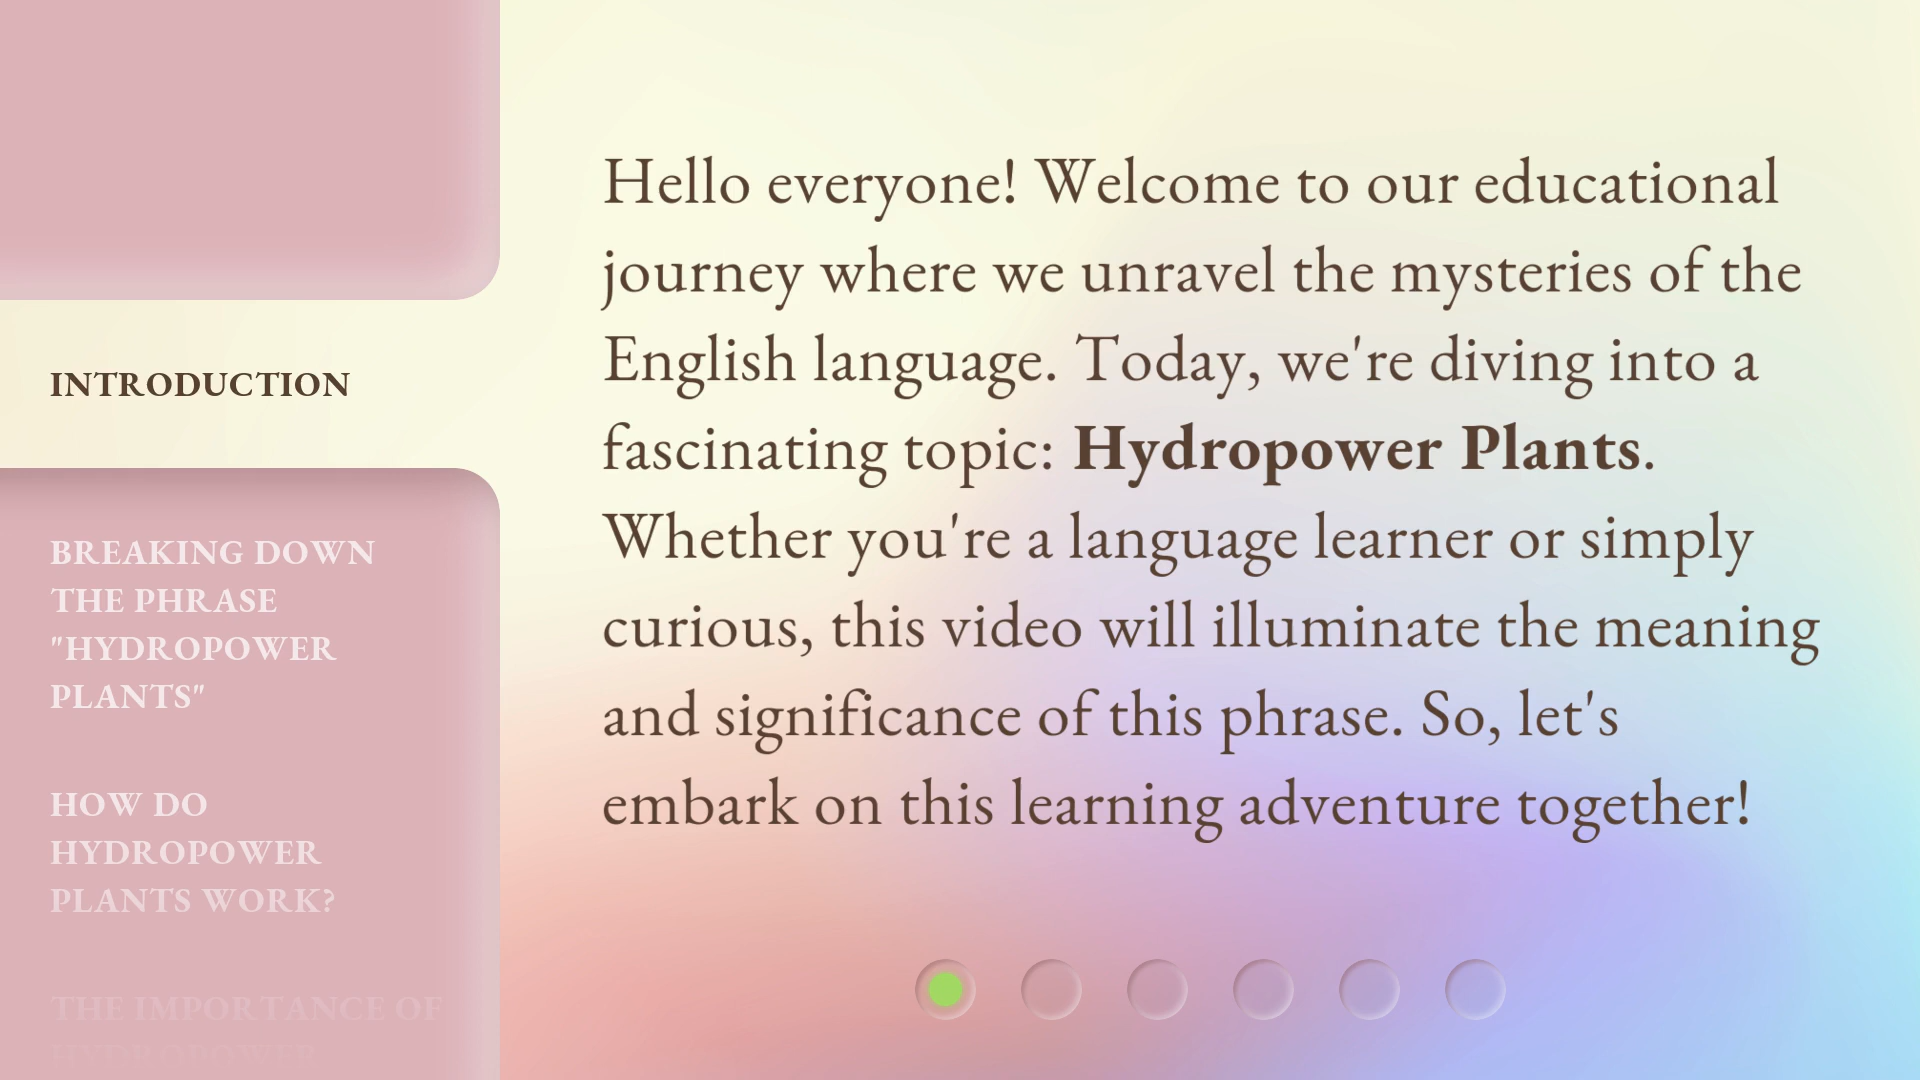 INTRODUCTION
BREAKING DOWN
THE PHRASE
"HYDROPOWER
PLANTS"
HOW DO
HYDROPOWER
PLANTS WORK?
THE IMPORTANCE OF
HYDROPOWER
Hello everyone! Welcome to our educational
journey where we unravel the mysteries of the
English language. Today, we're diving into a
fascinating topic: Hydropower Plants.
Whether you're a language learner or simply
curious, this video will illuminate the meaning
and significance of this phrase. So, let's
embark on this learning adventure together!